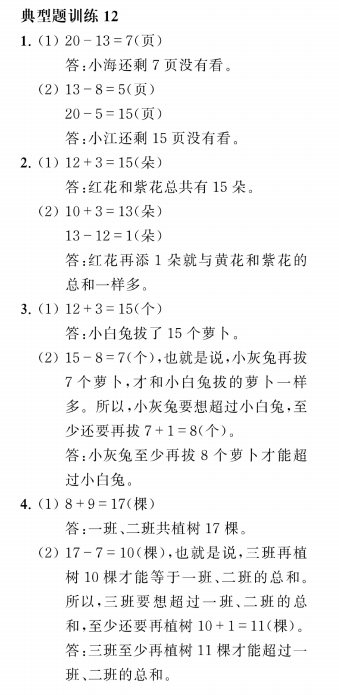 典型题训练 12
1. (1) 20-13=7(页)
答:小海还剩 7 页没有看。
(2) 13-8=5(页)
20-5=15(页)
答:小江还剩 15 页没有看。
2. (1) 12+3=15(朵)
答:红花和紫花总共有 15 朵。
(2) 10+3=13(朵)
13-12=1(朵)
答:红花再添 1 朵就与黄花和紫花的
总和一样多。
3. (1) 12+3=15(个)
答:小白兔拔了 15 个萝卜。
(2) 15-8=7(个),也就是说,小灰兔再拔
7 个萝卜,才和小白兔拔的萝卜一样
多。所以,小灰兔要想超过小白兔,至
少还要再拔 7+1=8(个)。
答:小灰兔至少再拔 8 个萝卜才能超
过小白兔。
4. (1) 8+9=17(棵)
答:一班、二班共植树 17 棵。
(2) 17-7=10(棵),也就是说,三班再植
树 10 棵才能等于一班、二班的总和。
所以,三班要想超过一班、二班的总
和,至少还要再植树 10+1=11(棵)。
答:三班至少再植树 11 棵才能超过一
班、二班的总和。